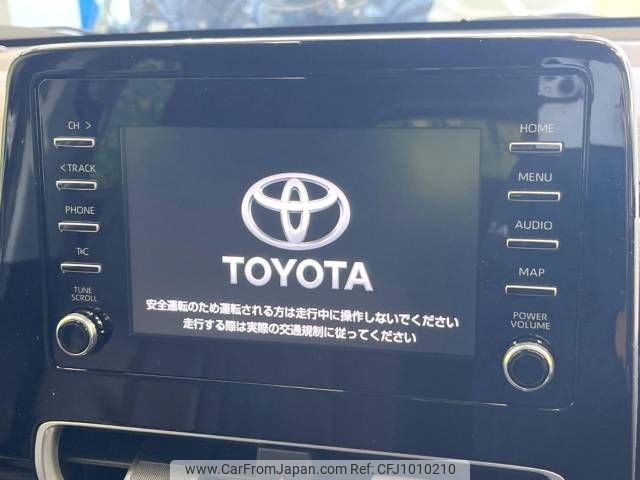 CH >
< TRACK
PHONE
T&C
TUNE
SCROLL
TOYOTA
安全運転のため運転される方は走行中に操作しないでください
走行する際は実際の交通規制に従ってください
HOME
MENU
AUDIO
MAP
POWER
VOLUME
www.CarFromJapan.com - REF CFJ1010210